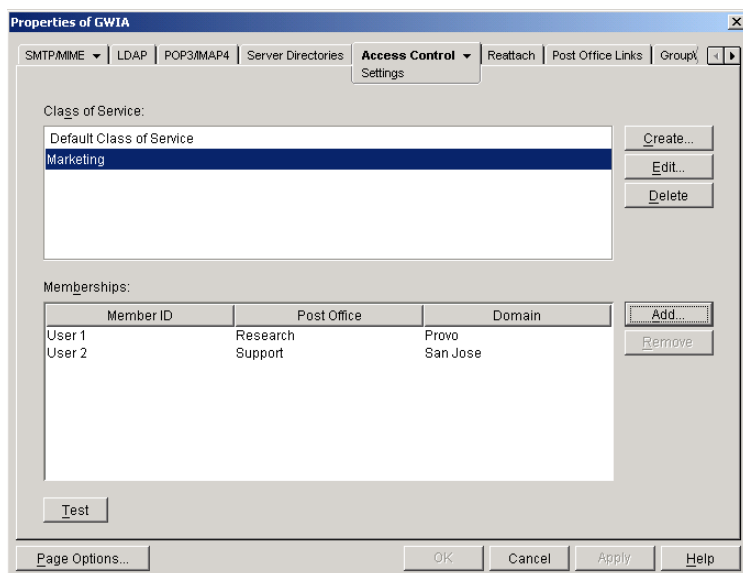 Properties of GWIA
SMTP/MIME LDAP POP3/IMAP4 Server Directories Access Control Reattach Post Office Links
Settings
Class of Service:
Default Class of Service
Marketing
Create...
Edit...
Delete
Memberships:
Member ID Post Office Domain
User 1 Research Provo
User 2 Support San Jose
Add...
Remove
Test
Page Options... OK Cancel Apply Help